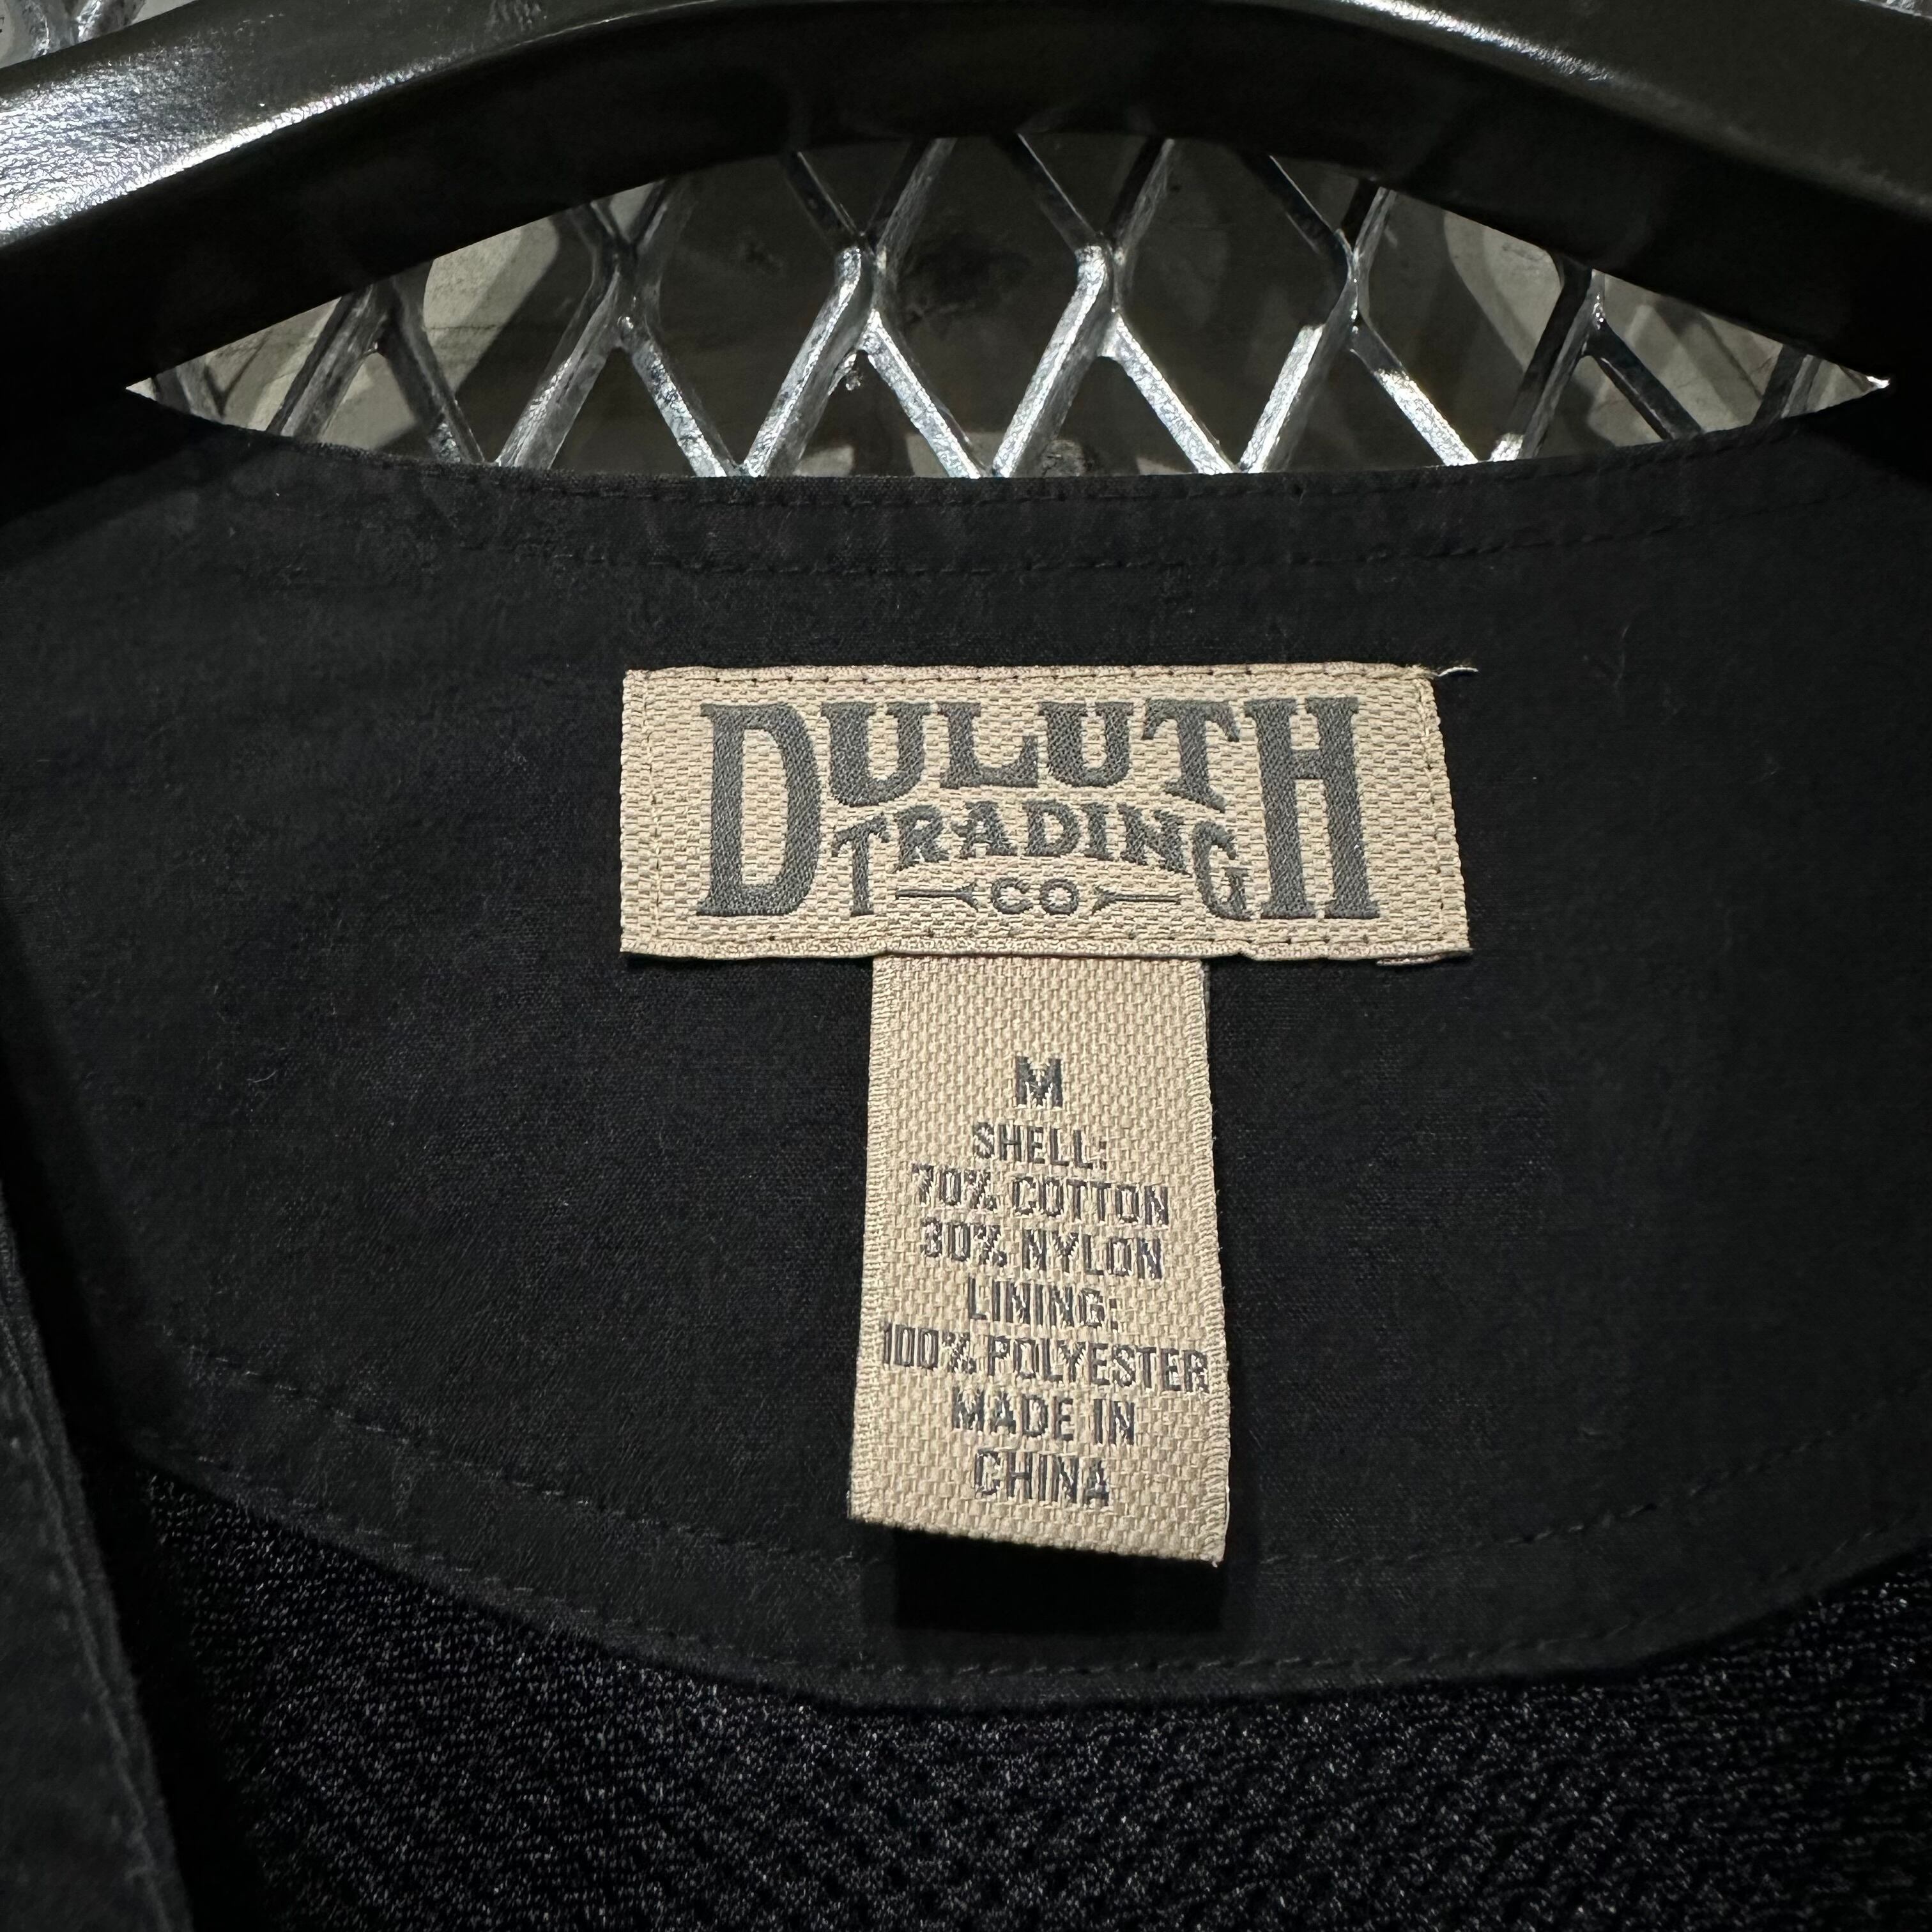 DULUTH
TRADING
CO
M
SHELL:
70% COTTON
30% NYLON
LINING:
100% POLYESTER
MADE IN
CHINA